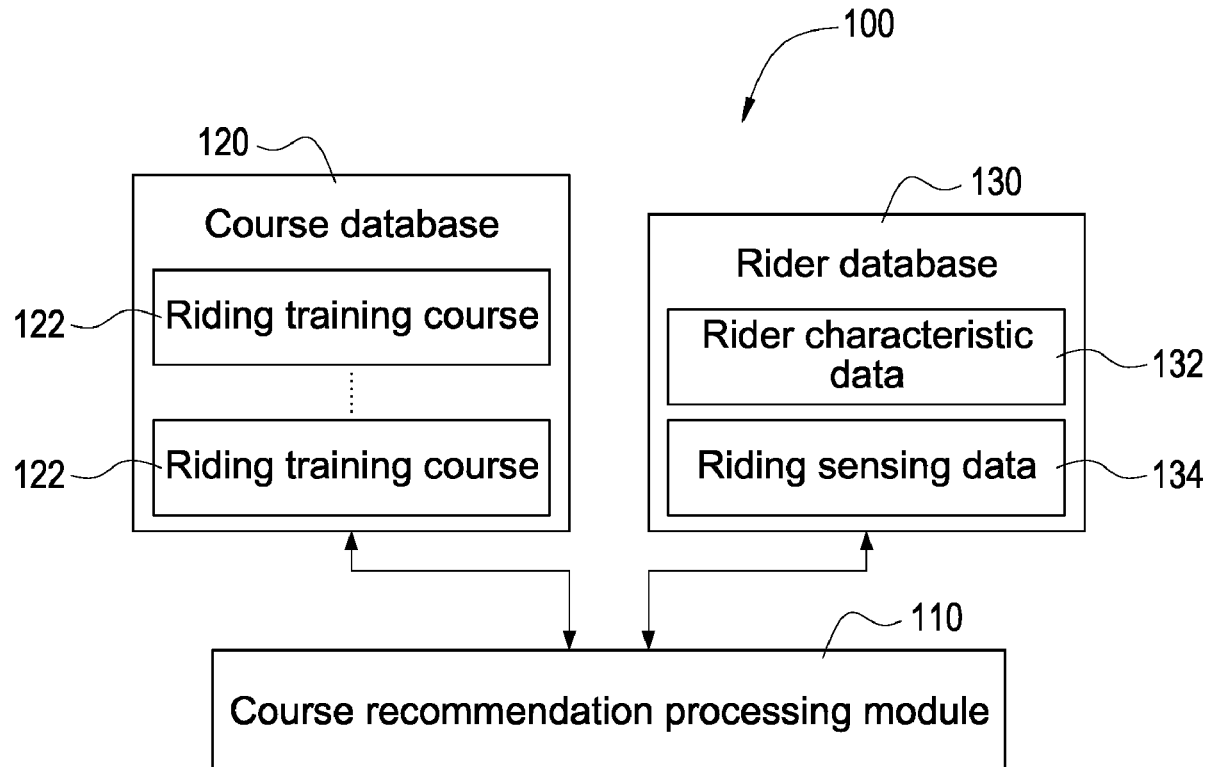 100
120
Course database
122
Riding training course
122
Riding training course
130
Rider database
Rider characteristic
data
132
Riding sensing data
134
110
Course recommendation processing module